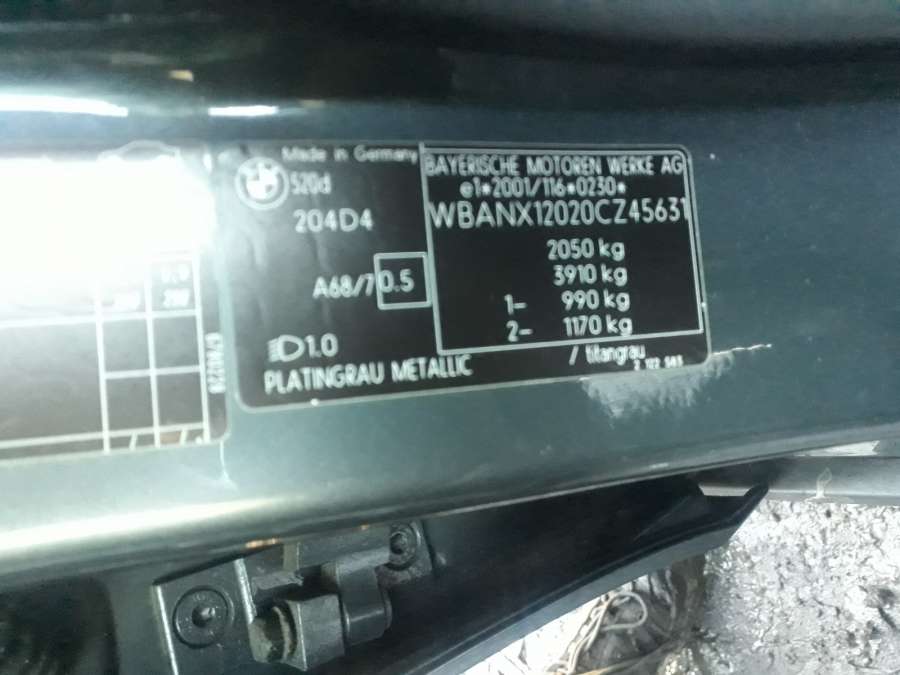 Made in Germany
520d
204D4
A68/7 0.5
1.0
PLATINGRAU METALLIC
BAYERISCHE MOTOREN WERKE AG
e1*2001/116*0230*
WBANX12020CZ45631
2050 kg
3910 kg
1- 990 kg
2- 1170 kg
/ titangrau